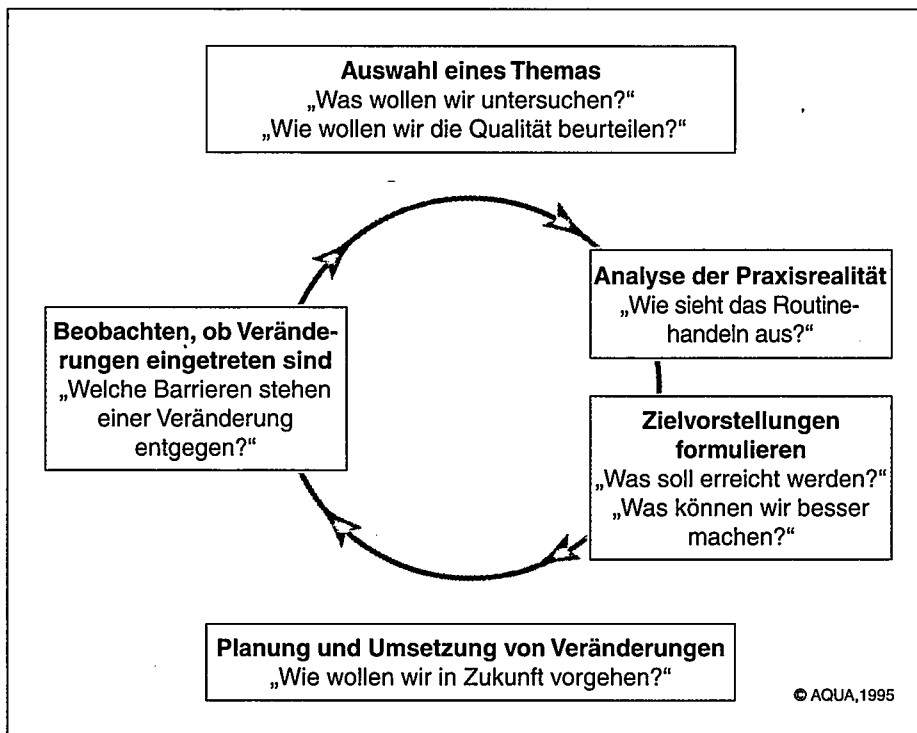 Auswahl eines Themas
„Was wollen wir untersuchen?“
„Wie wollen wir die Qualität beurteilen?“
Analyse der Praxisrealität
„Wie sieht das Routine-
handeln aus?“
Zielvorstellungen
formulieren
„Was soll erreicht werden?“
„Was können wir besser
machen?“
Planung und Umsetzung von Veränderungen
„Wie wollen wir in Zukunft vorgehen?“
Beobachten, ob Verände-
rungen eingetreten sind
„Welche Barrieren stehen
einer Veränderung
entgegen?“
© AQUA,1995